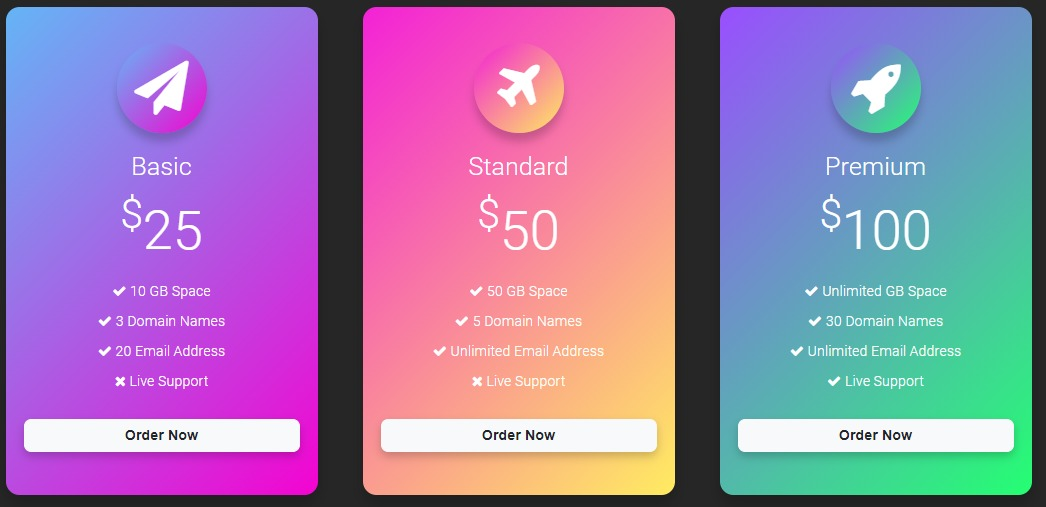 Basic
$25
10 GB Space
3 Domain Names
20 Email Address
Live Support
Order Now
Standard
$50
50 GB Space
5 Domain Names
Unlimited Email Address
Live Support
Order Now
Premium
$100
Unlimited GB Space
30 Domain Names
Unlimited Email Address
Live Support
Order Now